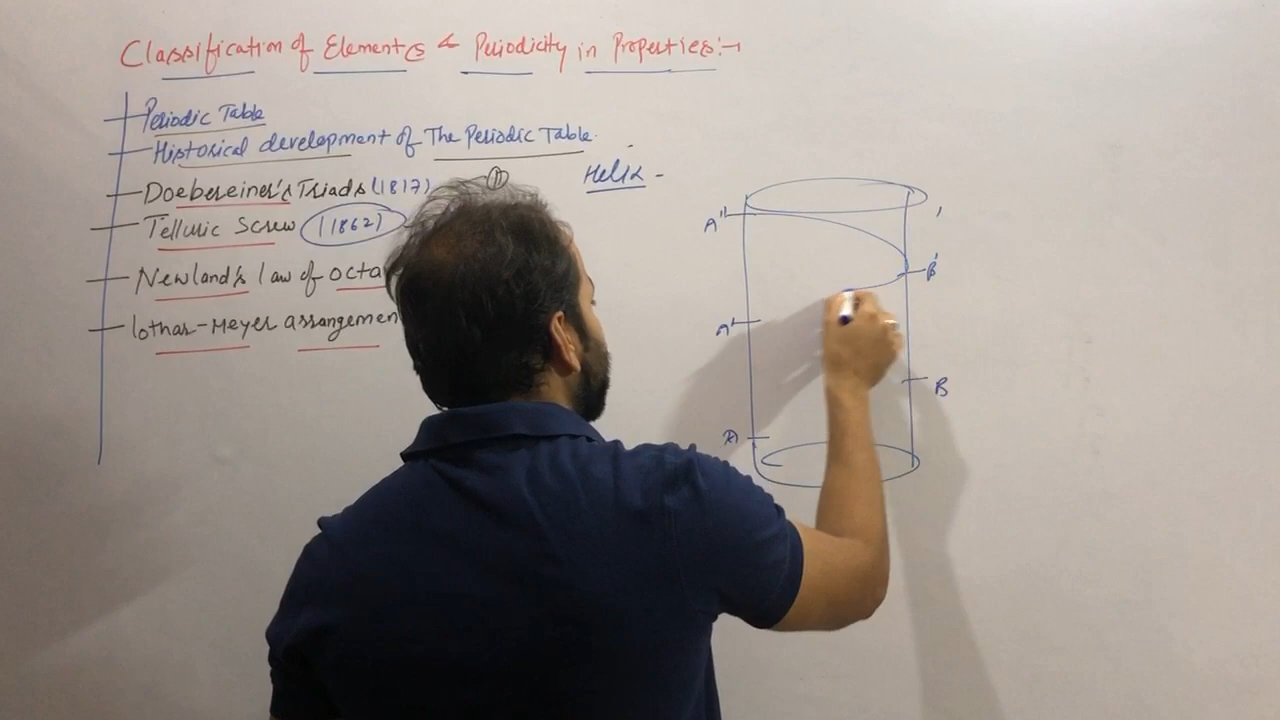 Classification of Elements & Periodicity in Properties:-
Periodic Table
Historical development of The Periodic Table.
Doebereiner's Triads (1817) (1)
Telluric Screw (1862)
Newland's law of octa
lothar-Meyer arrangemen
Helix -
A"
B'
A'
B
A